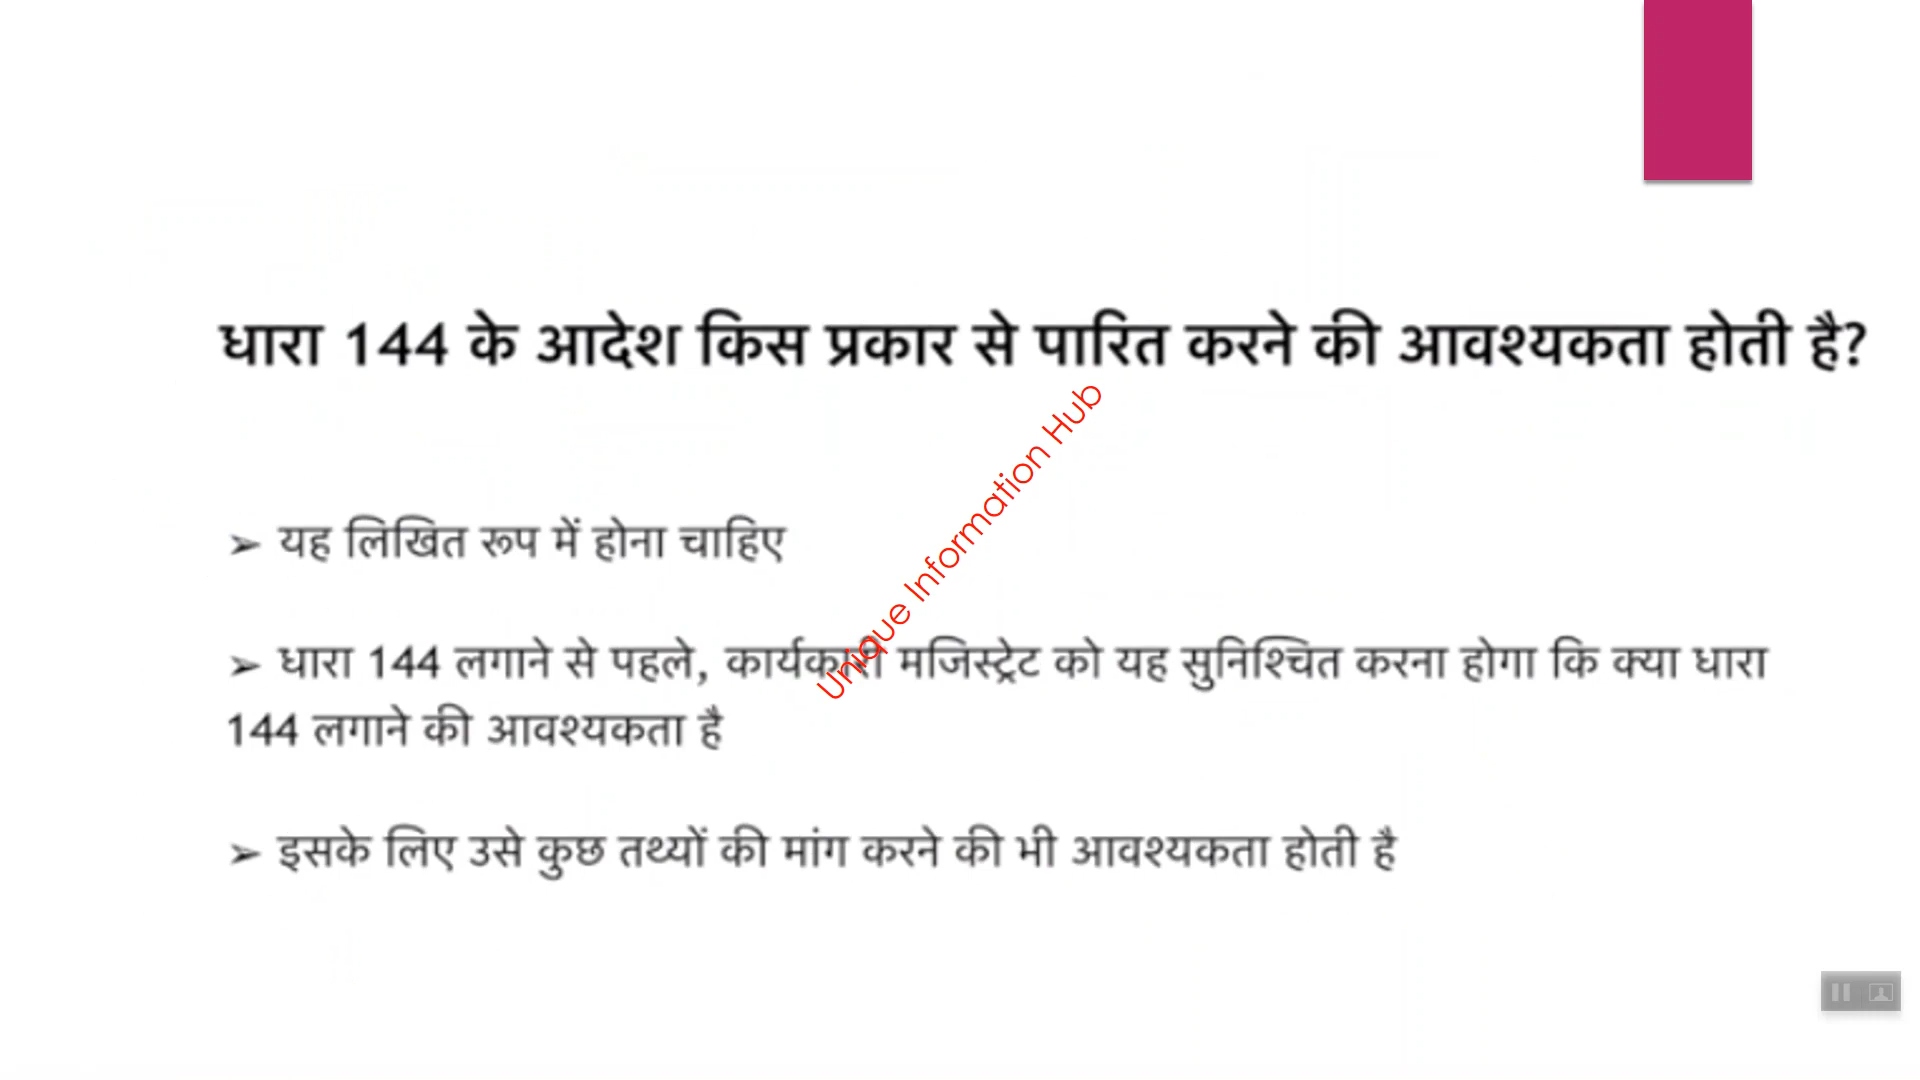 धारा 144 के आदेश किस प्रकार से पारित करने की आवश्यकता होती है?
➢ यह लिखित रूप में होना चाहिए
➢ धारा 144 लगाने से पहले, कार्यकारी मजिस्ट्रेट को यह सुनिश्चित करना होगा कि क्या धारा
144 लगाने की आवश्यकता है
➢ इसके लिए उसे कुछ तथ्यों की मांग करने की भी आवश्यकता होती है
Unique Information Hub